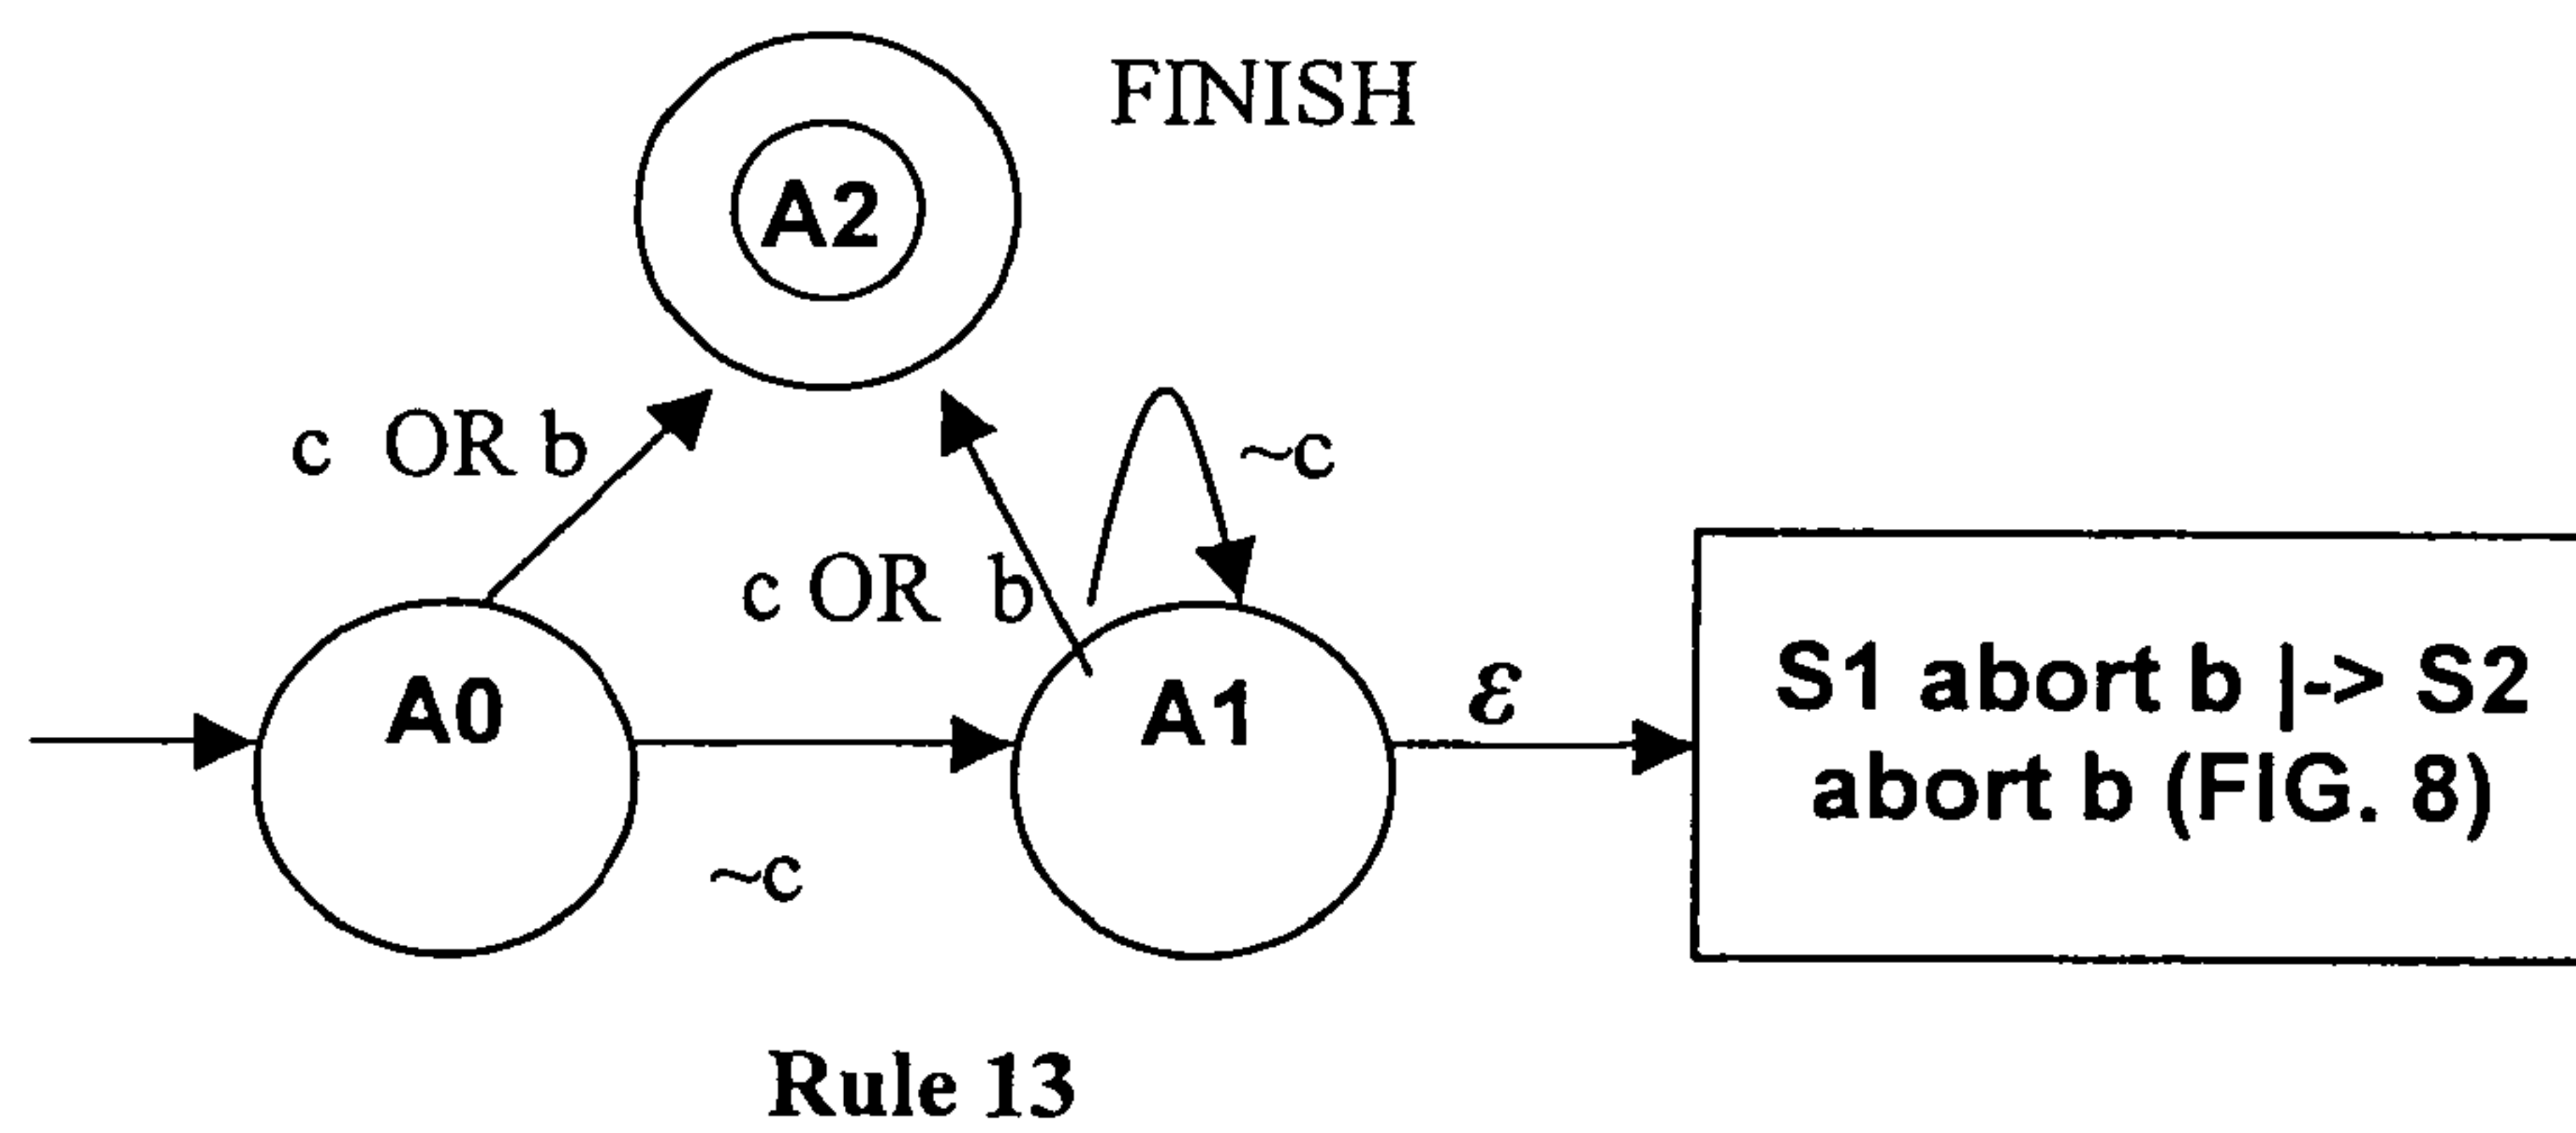 FINISH
A2
c OR b
~c
c OR b
A0
A1
ε
S1 abort b |-> S2
abort b (FIG. 8)
~c
Rule 13